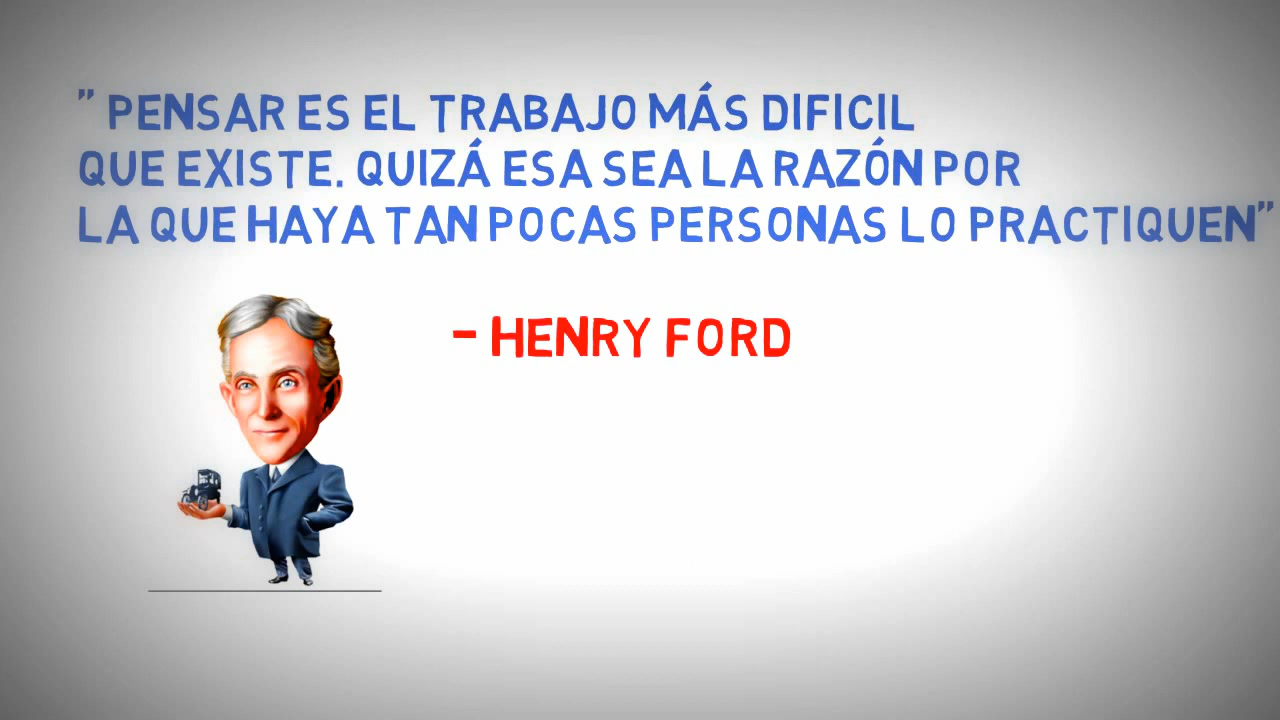 " PENSAR ES EL TRABAJO MÁS DIFICIL
QUE EXISTE. QUIZÁ ESA SEA LA RAZÓN POR
LA QUE HAYA TAN POCAS PERSONAS LO PRACTIQUEN"
- HENRY FORD